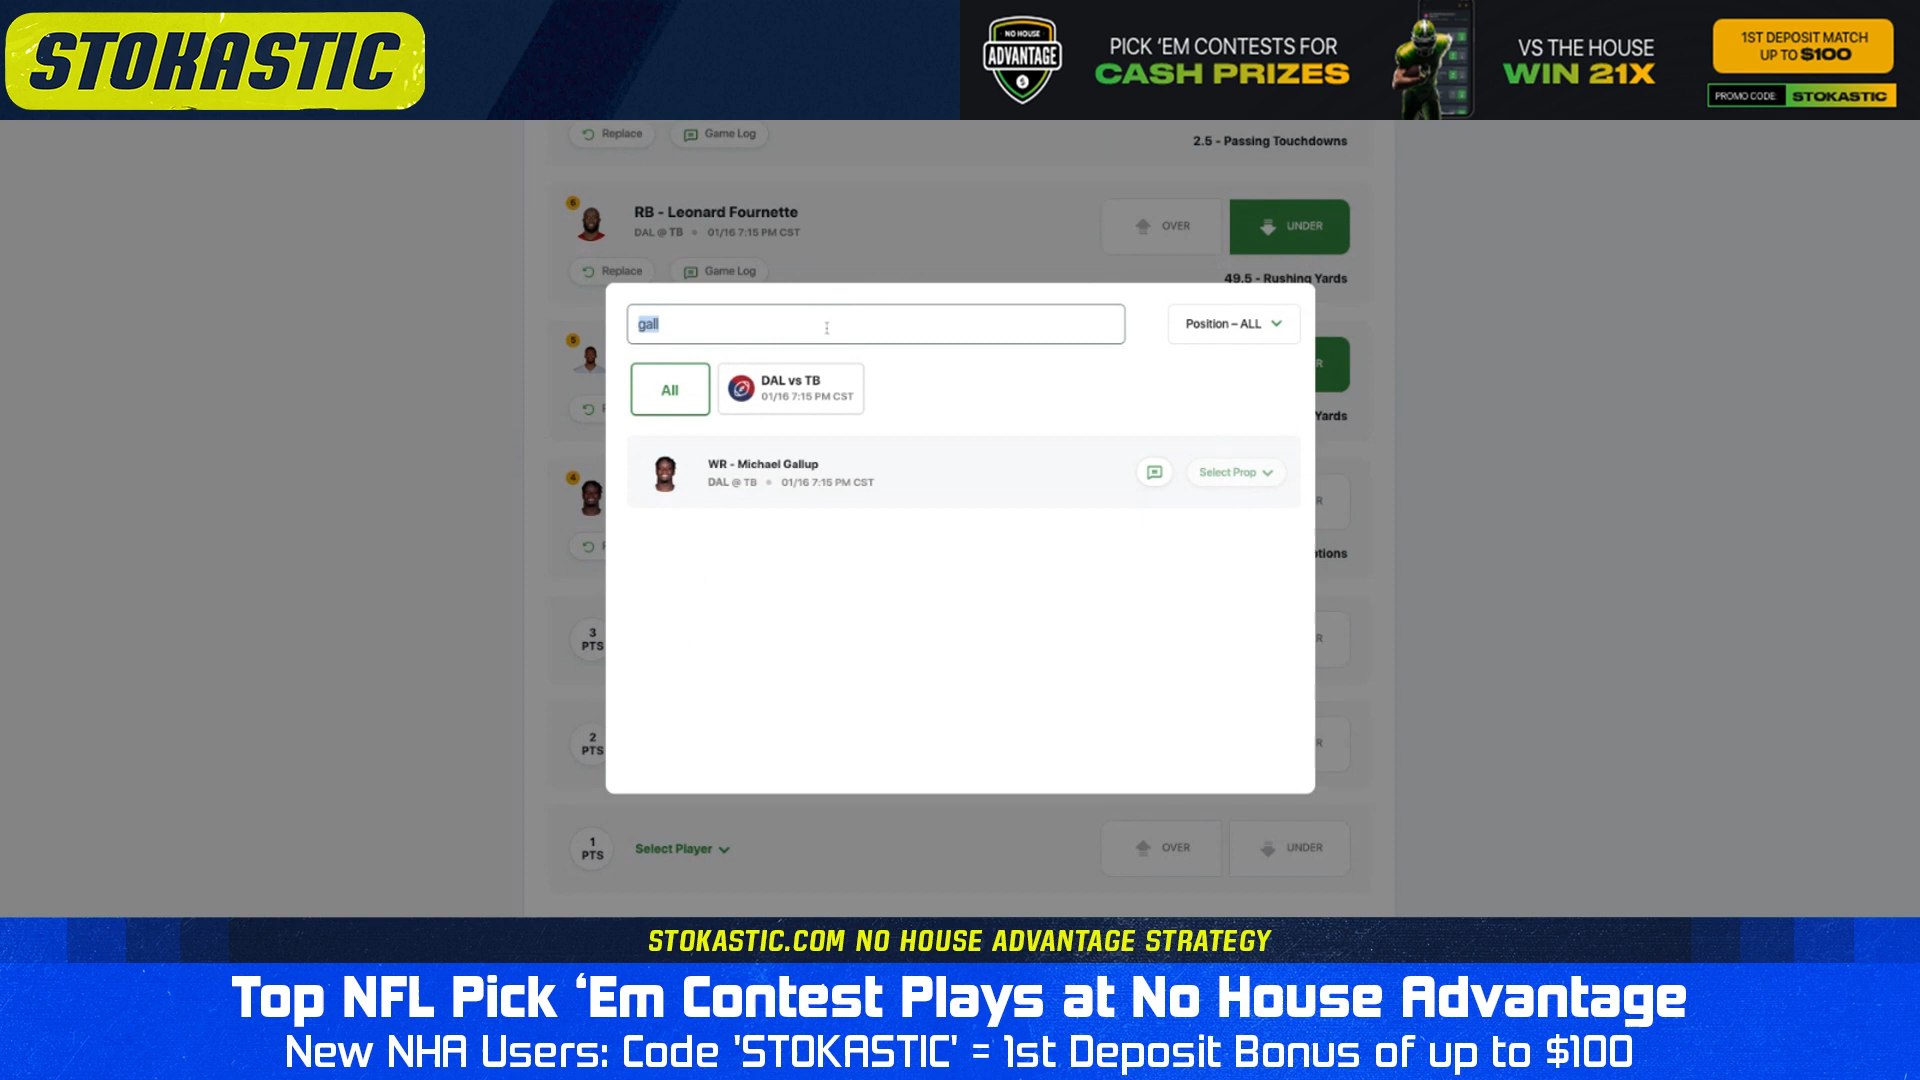 STOKASTIC
NO HOUSE
ADVANTAGE
$
PICK 'EM CONTESTS FOR
CASH PRIZES
VS THE HOUSE
WIN 21X
1ST DEPOSIT MATCH
UP TO $100
PROMO CODE STOKASTIC
Replace
Game Log
2.5 - Passing Touchdowns
6
RB - Leonard Fournette
DAL @ TB • 01/16 7:15 PM CST
OVER
UNDER
Replace
Game Log
49.5 - Rushing Yards
gall
Position – ALL
5
R
All
DAL vs TB
01/16 7:15 PM CST
Yards
WR - Michael Gallup
DAL @ TB • 01/16 7:15 PM CST
Select Prop
4
R
3
PTS
R
2
PTS
R
1
PTS
Select Player
OVER
UNDER
STOKASTIC.COM NO HOUSE ADVANTAGE STRATEGY
Top NFL Pick ‘Em Contest Plays at No House Advantage
New NHA Users: Code 'STOKASTIC' = 1st Deposit Bonus of up to $100